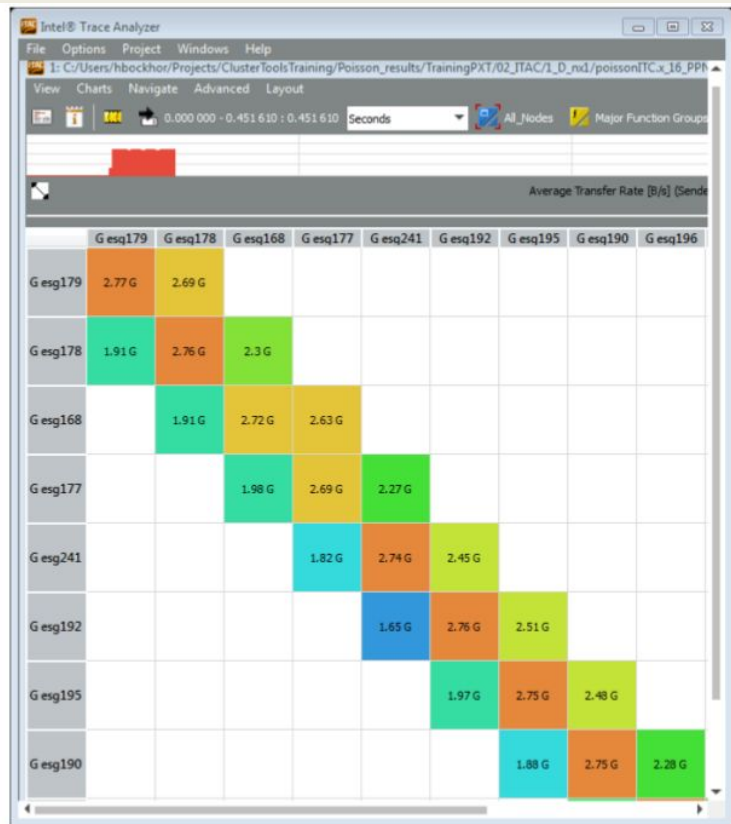 Intel® Trace Analyzer
File Options Project Windows Help
1: C:/Users/hbockhor/Projects/ClusterToolsTraining/Poisson_results/TrainingPXT/02_ITAC/1_D_nx1/poissonITC.x_16_PPN
View Charts Navigate Advanced Layout
0.000 000 - 0.451 610 : 0.451 610 Seconds All_Nodes Major Function Groups
Average Transfer Rate [B/s] (Sende
G esg179 G esg178 G esg168 G esg177 G esg241 G esg192 G esg195 G esg190 G esg196
G esg179 2.77 G 2.69 G
G esg178 1.91 G 2.76 G 2.3 G
G esg168 1.91 G 2.72 G 2.63 G
G esg177 1.98 G 2.69 G 2.27 G
G esg241 1.82 G 2.74 G 2.45 G
G esg192 1.65 G 2.76 G 2.51 G
G esg195 1.97 G 2.75 G 2.48 G
G esg190 1.88 G 2.75 G 2.28 G